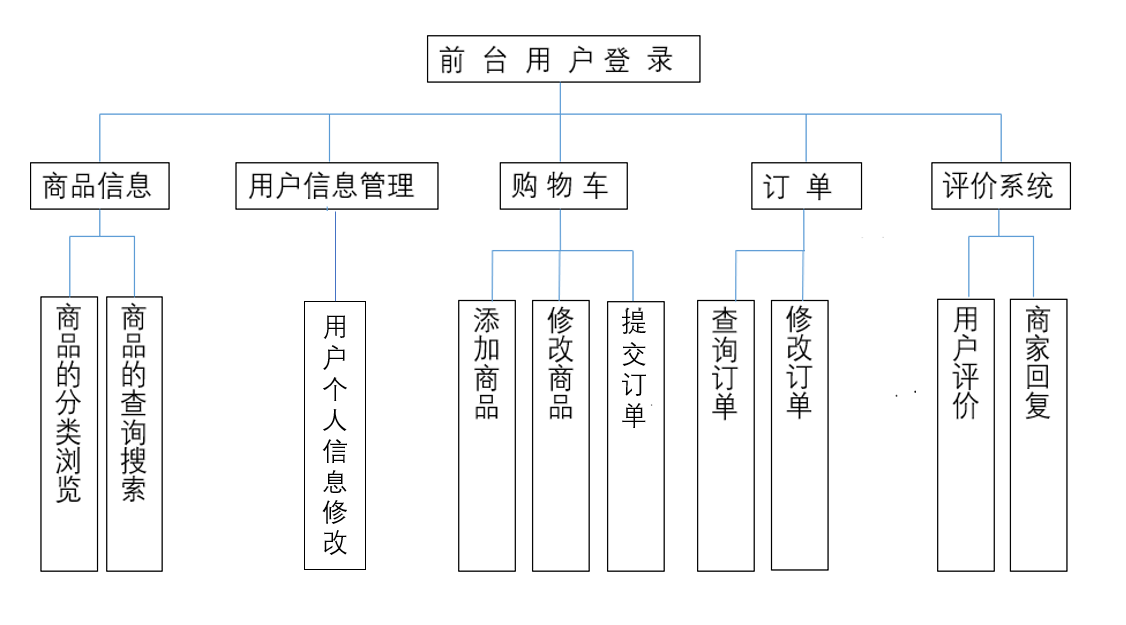 前台用户登录
商品信息
用户信息管理
购物车
订单
评价系统
商品的分类浏览
商品的查询搜索
用户个人信息修改
添加商品
修改商品
提交订单
查询订单
修改订单
用户评价
商家回复